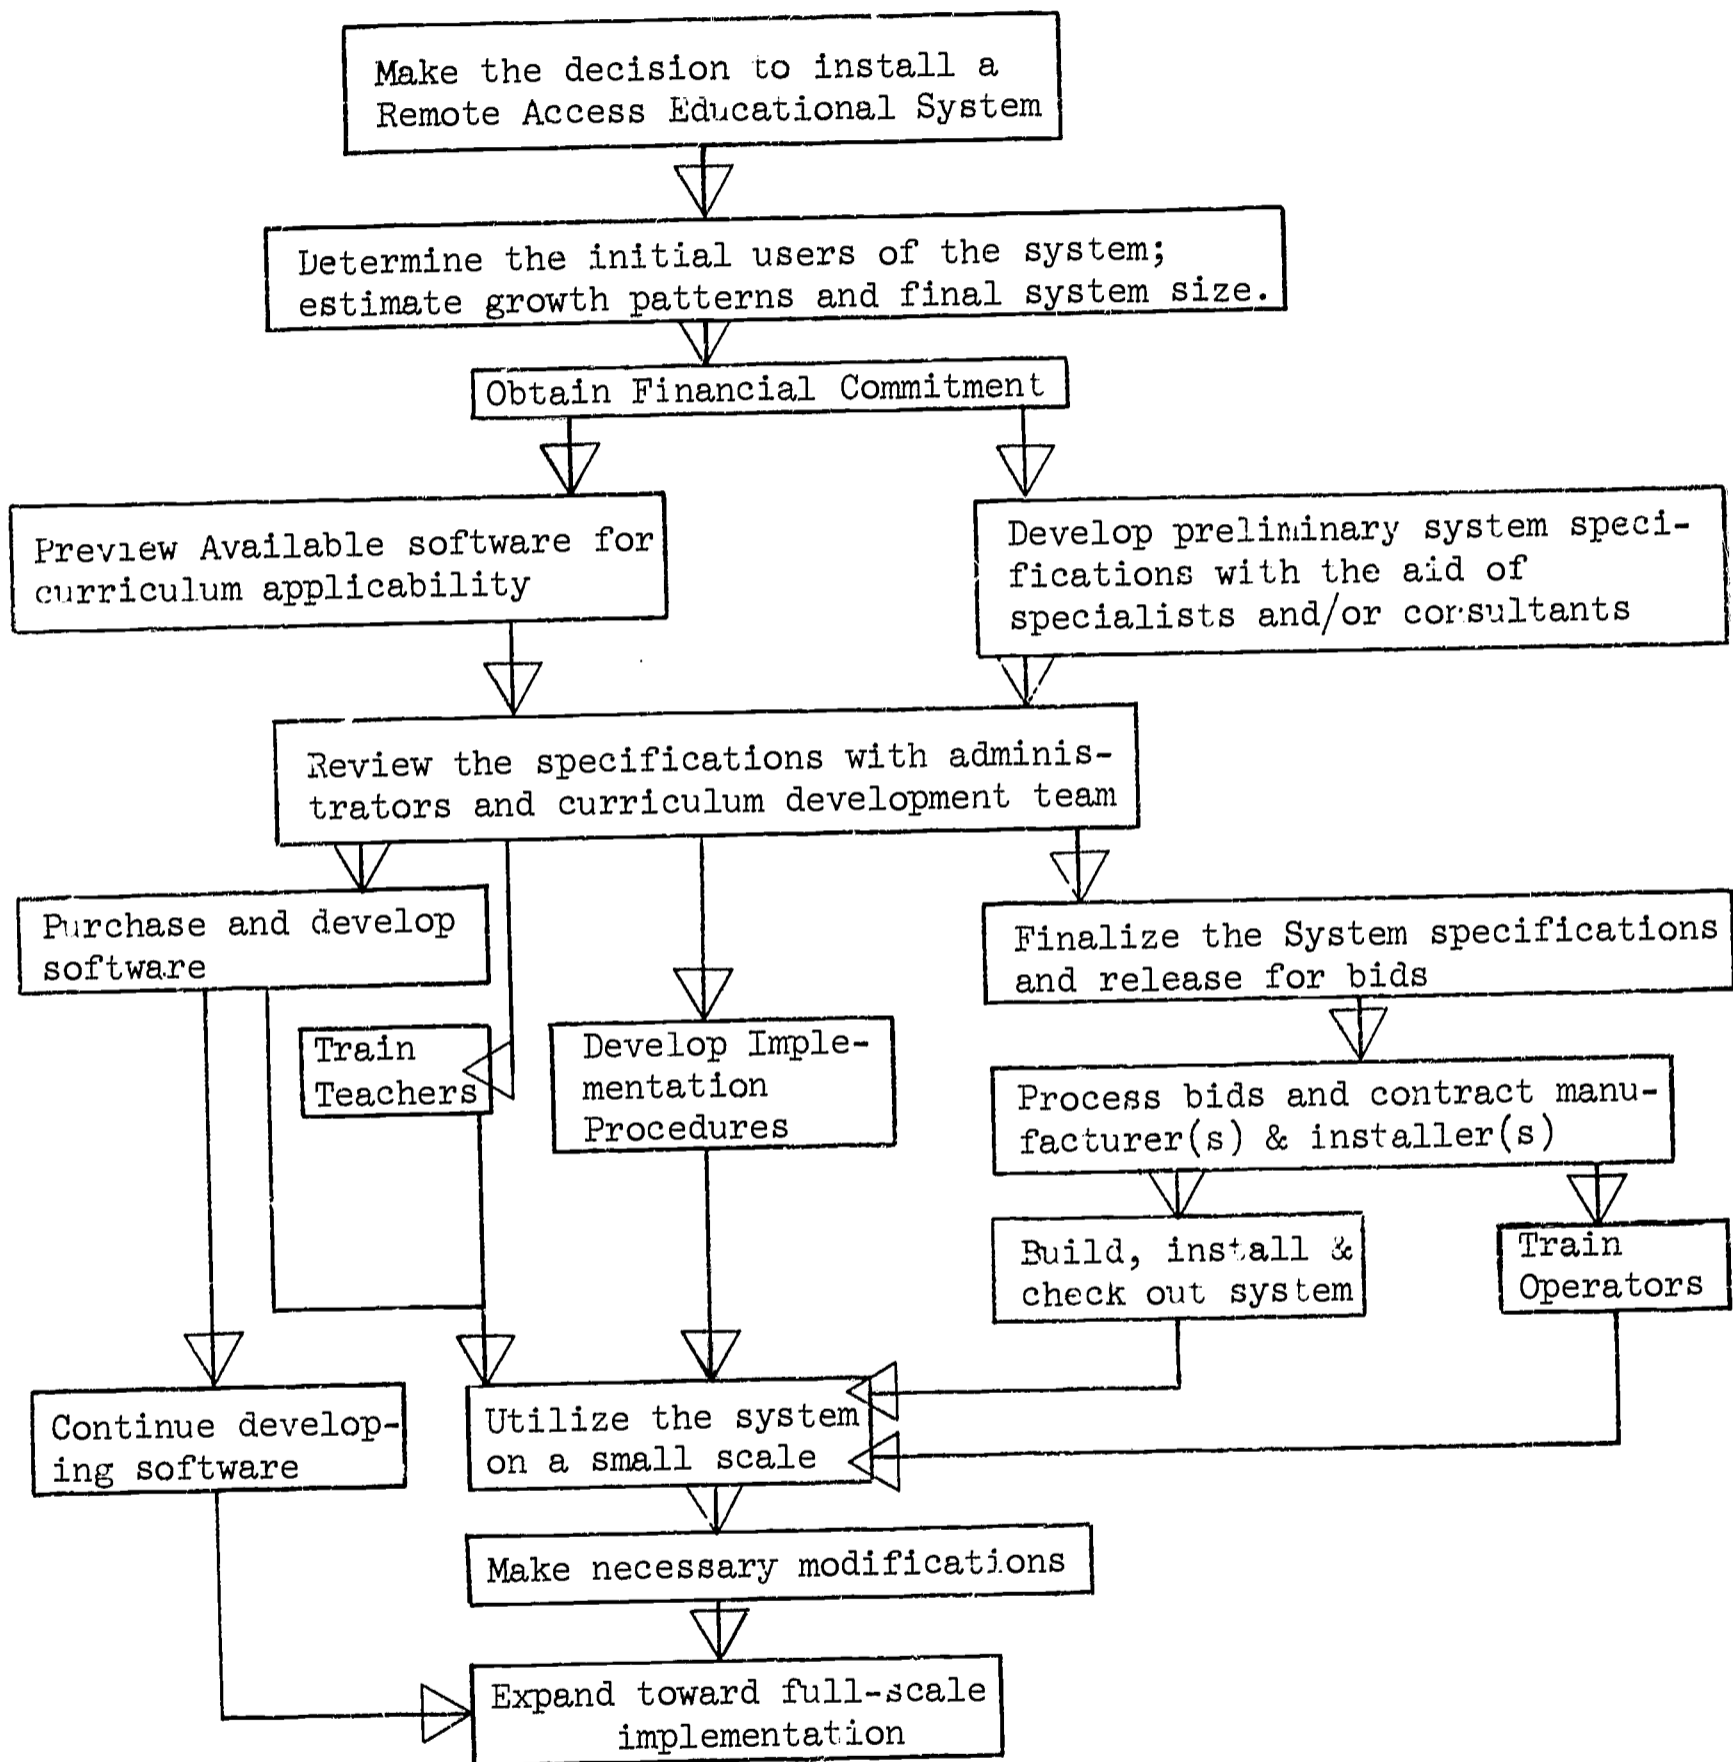 Make the decision to install a
Remote Access Educational System
Determine the initial users of the system;
estimate growth patterns and final system size.
Obtain Financial Commitment
Preview Available software for
curriculum applicability
Develop preliminary system speci-
fications with the aid of
specialists and/or consultants
Review the specifications with adminis-
trators and curriculum development team
Purchase and develop
software
Finalize the System specifications
and release for bids
Train
Teachers
Develop Imple-
mentation
Procedures
Process bids and contract manu-
facturer(s) & installer(s)
Build, install &
check out system
Train
Operators
Continue develop-
ing software
Utilize the system
on a small scale
Make necessary modifications
Expand toward full-scale
implementation